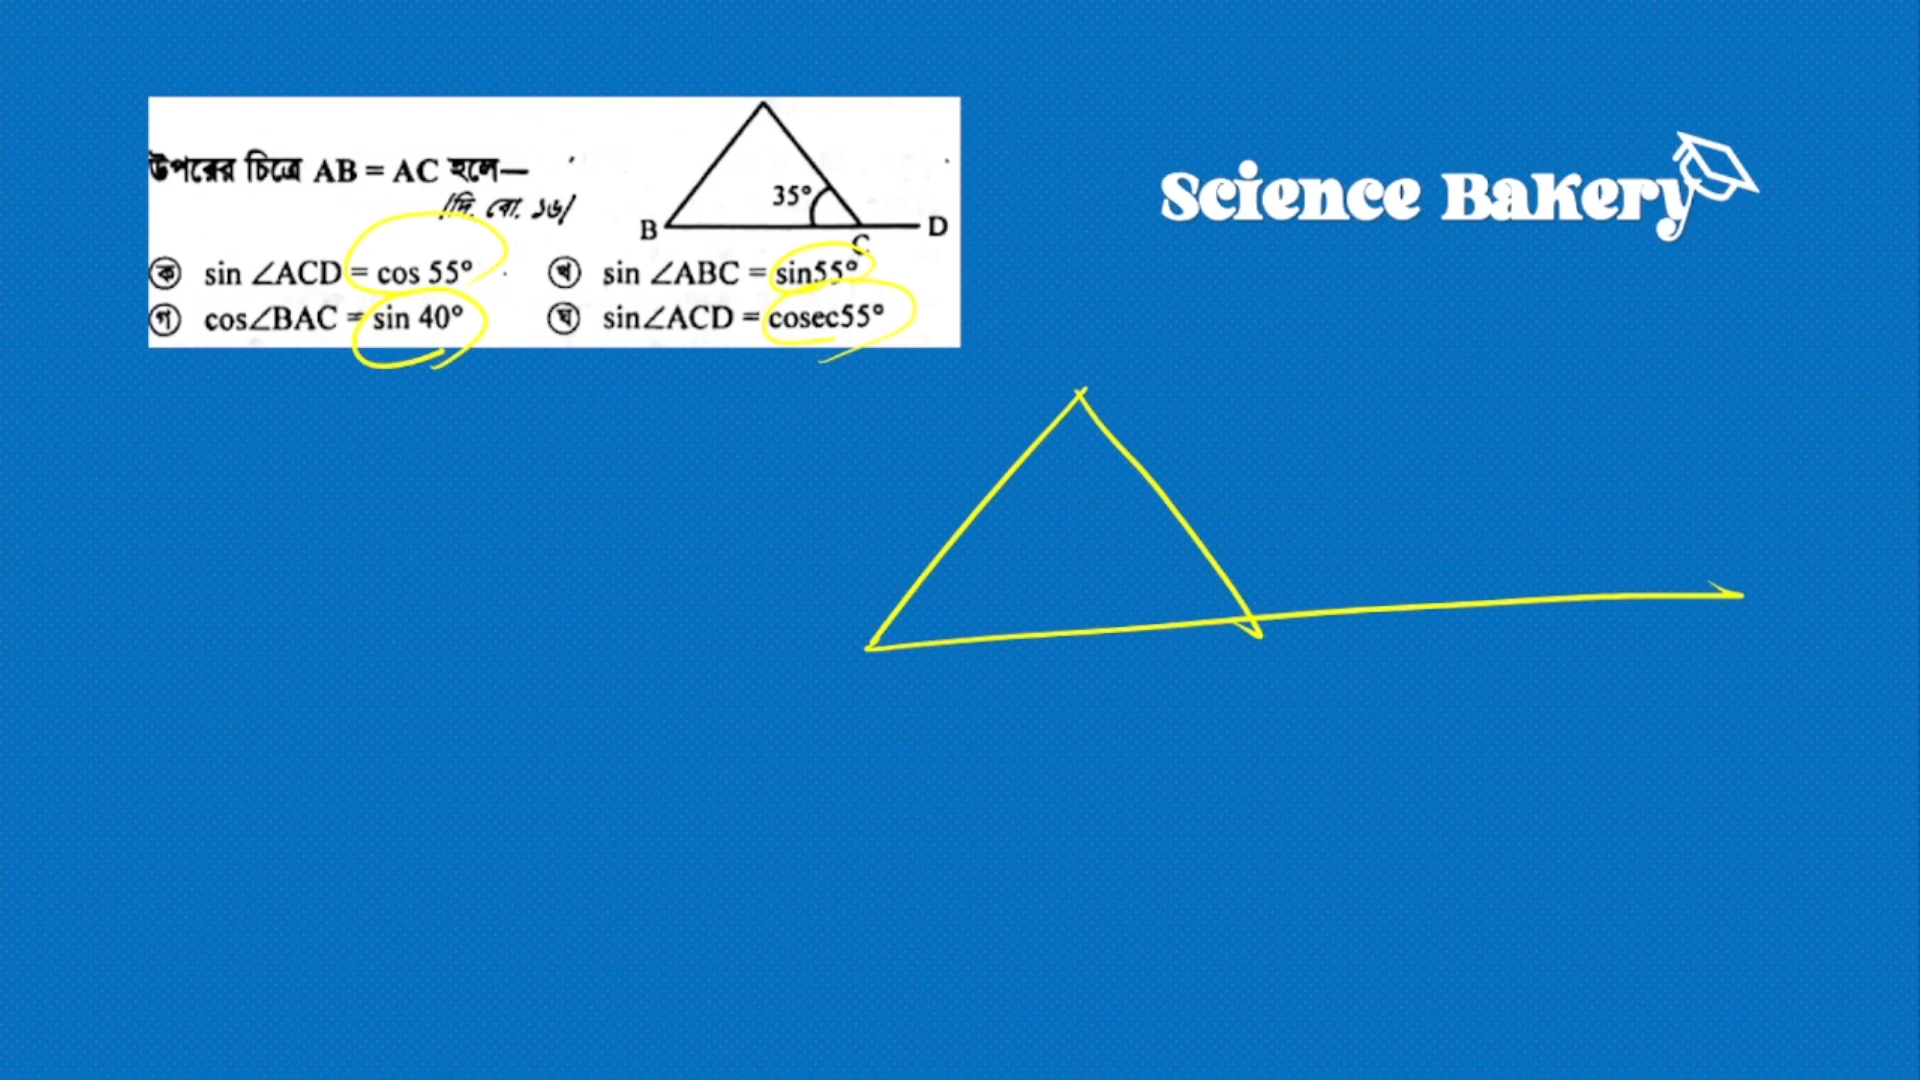 উপরের চিত্রে AB = AC হলে—
[দি. বো. ১৬]
35°
B
C
D
ক sin ∠ACD = cos 55°
খ sin ∠ABC = sin55°
গ cos∠BAC = sin 40°
ঘ sin∠ACD = cosec55°
Science Bakery